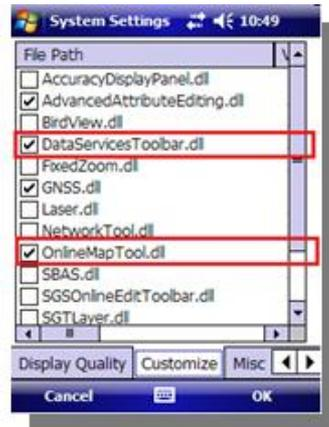 System Settings 10:49
File Path
AccuracyDisplayPanel.dll
AdvancedAttributeEditing.dll
BirdView.dll
DataServicesToolbar.dll
FixedZoom.dll
GNSS.dll
Laser.dll
NetworkTool.dll
OnlineMapTool.dll
SBAS.dll
SGSOnlineEditToolbar.dll
SGTLayer.dll
Display Quality Customize Misc
Cancel OK